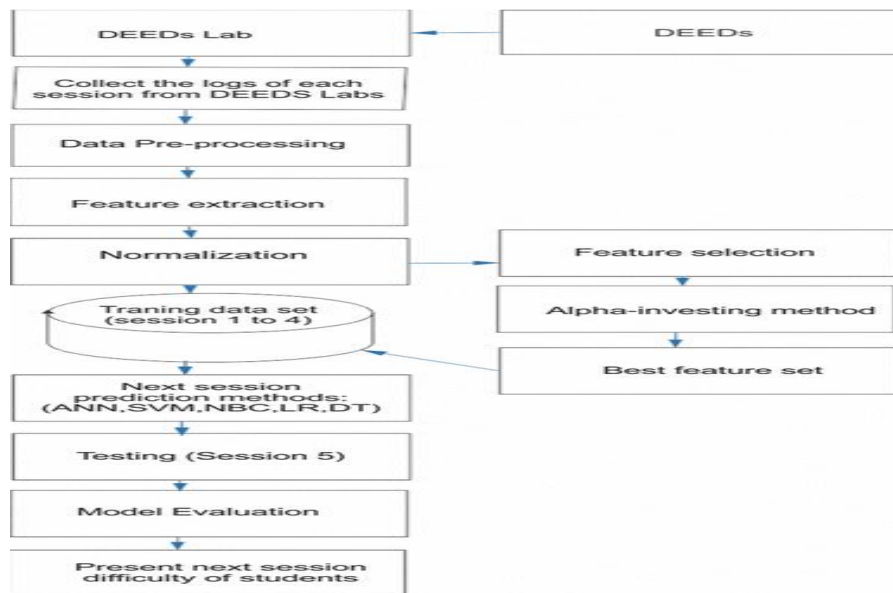 DEEDs Lab
DEEDs
Collect the logs of each
session from DEEDS Labs
Data Pre-processing
Feature extraction
Normalization
Feature selection
Traning data set
(session 1 to 4)
Alpha-investing method
Best feature set
Next session
prediction methods:
(ANN,SVM,NBC,LR,DT)
Testing (Session 5)
Model Evaluation
Present next session
difficulty of students